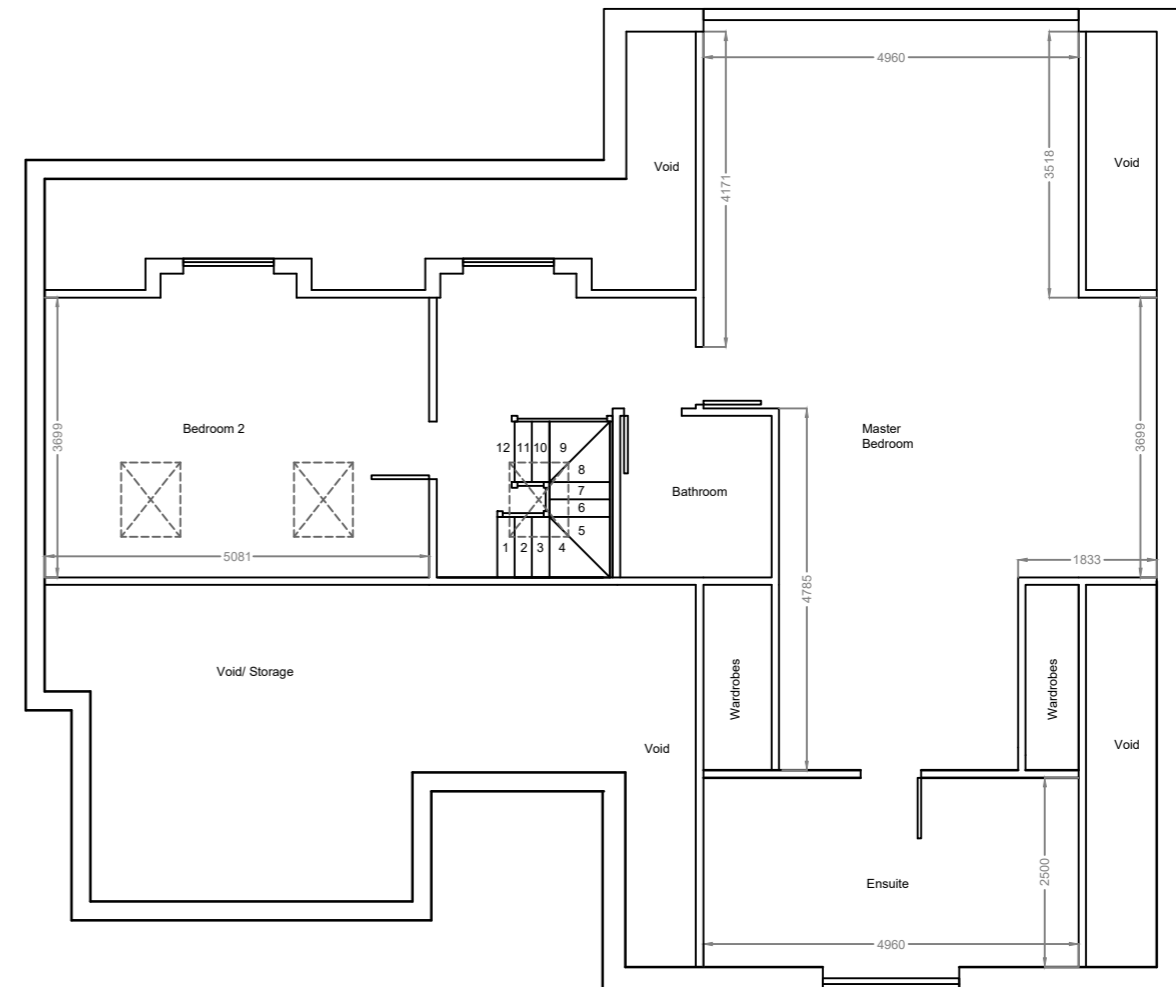 4960
Void
Void
4171
3518
Bedroom 2
3699
Master
Bedroom
3699
12 11 10 9
8
7
6
5
1 2 3 4
Bathroom
5081
1833
4785
Void/ Storage
Wardrobes
Wardrobes
Void
Void
Ensuite
2500
4960